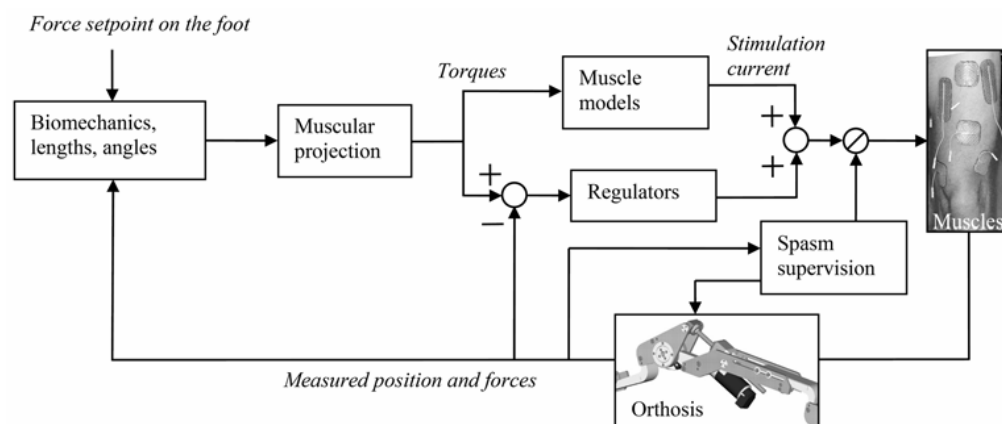 Force setpoint on the foot
Stimulation
current
Torques
Muscle
models
Biomechanics,
lengths, angles
Muscular
projection
+
+
+
−
Regulators
Muscles
Spasm
supervision
Measured position and forces
Orthosis